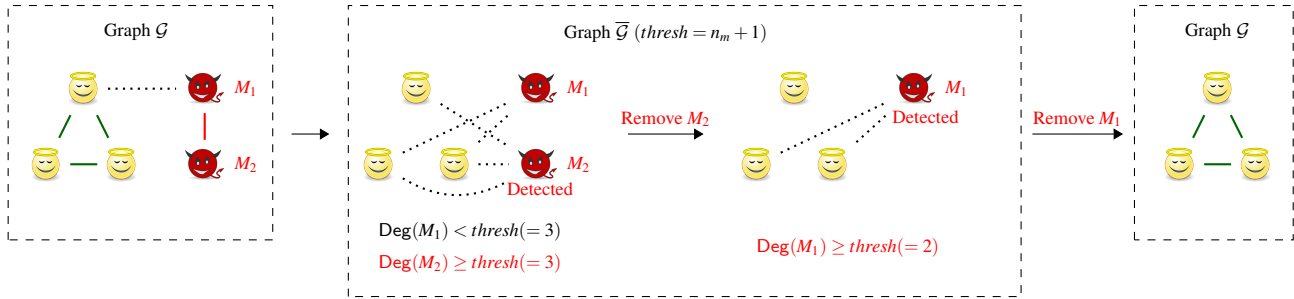 Graph 𝒢
M₁
M₂
Graph 𝒢̅ (thresh = nₘ + 1)
M₁
M₂
Detected
Deg(M₁) < thresh(= 3)
Deg(M₂) ≥ thresh(= 3)
Remove M₂
M₁
Detected
Deg(M₁) ≥ thresh(= 2)
Remove M₁
Graph 𝒢